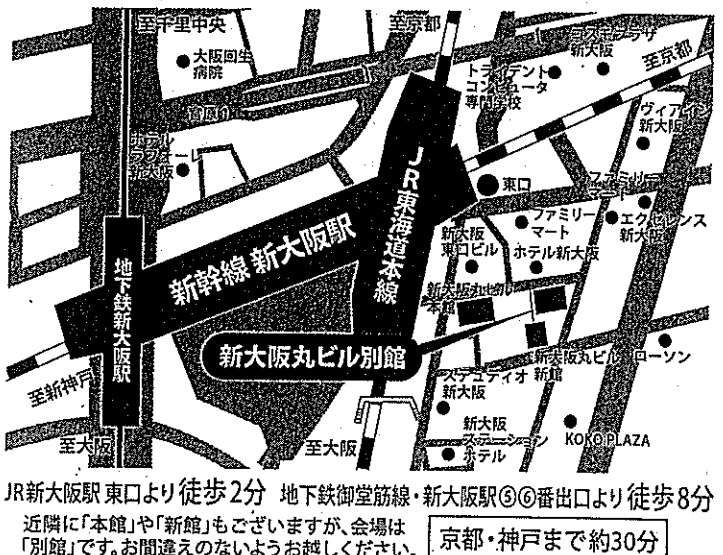 至千里中央
至京都
大阪回生
病院
新大阪
至京都
トライデント
コンピュータ
専門学校
宮原1
ヴィアイン
新大阪
ホテル
ラフォーレ
新大阪
JR東海道本線
東口
ファミリー
マート
ファミリー
マート
エクセレンス
新大阪
新大阪
東口ビル
ホテル新大阪
新幹線 新大阪駅
地下鉄新大阪駅
新大阪丸ビル
本館
新大阪丸ビル別館
新大阪丸ビル
新館
ローソン
至新神戸
ステュディオ
新大阪
新大阪
ステーション
ホテル
KOKO PLAZA
至大阪
至大阪
JR新大阪駅 東口より徒歩2分 地下鉄御堂筋線・新大阪駅⑤⑥番出口より徒歩8分
近隣に「本館」や「新館」もございますが、会場は
「別館」です。お間違えのないようお越しください。
京都・神戸まで約30分